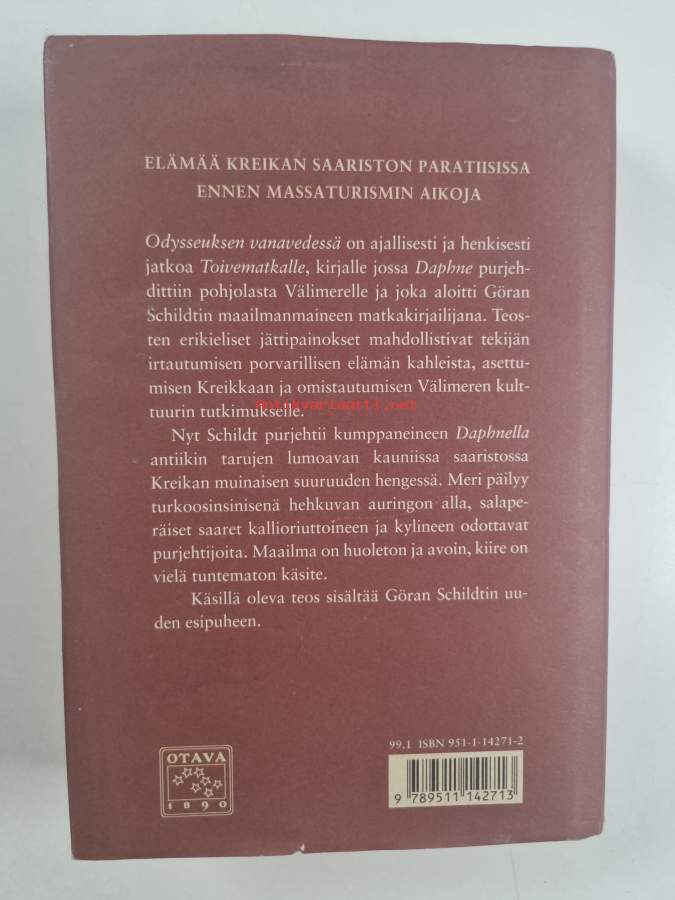 ELÄMÄÄ KREIKAN SAARISTON PARATIISISSA
ENNEN MASSATURISMIN AIKOJA
Odysseuksen vanavedessä on ajallisesti ja henkisesti
jatkoa Toivematkalle, kirjalle jossa Daphne purjeh-
dittiin pohjolasta Välimerelle ja joka aloitti Göran
Schildtin maailmanmaineen matkakirjailijana. Teos-
ten erikieliset jättipainokset mahdollistivat tekijän
irtautumisen porvarillisen elämän kahleista, asettu-
misen Kreikkaan ja omistautumisen Välimeren kult-
tuurin tutkimukselle.
antikvariaatti.net
Nyt Schildt purjehtii kumppaneineen Daphnella
antiikin tarujen lumoavan kauniissa saaristossa
Kreikan muinaisen suuruuden hengessä. Meri päilyy
turkoosinsinisenä hehkuvan auringon alla, salape-
räiset saaret kallioriuttoineen ja kylineen odottavat
purjehtijoita. Maailma on huoleton ja avoin, kiire on
vielä tuntematon käsite.
Käsillä oleva teos sisältää Göran Schildtin uu-
den esipuheen.
99.1 ISBN 951-1-14271-2
OTAVA
1890
9 789511 142713